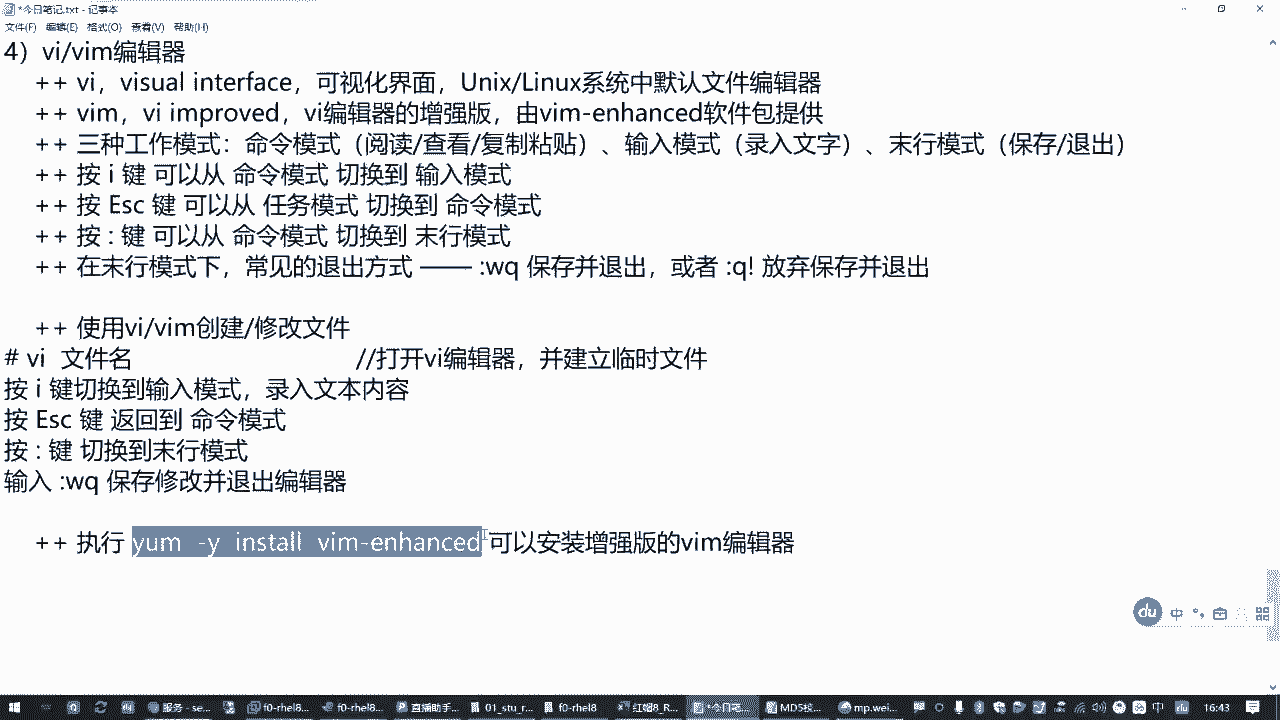 *今日笔记.txt - 记事本
文件(F) 编辑(E) 格式(O) 查看(V) 帮助(H)
4）vi/vim编辑器
++ vi，visual interface，可视化界面，Unix/Linux系统中默认文件编辑器
++ vim，vi improved，vi编辑器的增强版，由vim-enhanced软件包提供
++ 三种工作模式：命令模式（阅读/查看/复制粘贴）、输入模式（录入文字）、末行模式（保存/退出）
++ 按 i 键 可以从 命令模式 切换到 输入模式
++ 按 Esc 键 可以从 任务模式 切换到 命令模式
++ 按 : 键 可以从 命令模式 切换到 末行模式
++ 在末行模式下，常见的退出方式 —— :wq 保存并退出，或者 :q! 放弃保存并退出
++ 使用vi/vim创建/修改文件
# vi 文件名 //打开vi编辑器，并建立临时文件
按 i 键切换到输入模式，录入文本内容
按 Esc 键 返回到 命令模式
按 : 键 切换到末行模式
输入 :wq 保存修改并退出编辑器
++ 执行 yum -y install vim-enhanced 可以安装增强版的vim编辑器
du 中
服务 - se... f0-rhel8... f0-rhel8... 直播助手... 01_stu_r... f0-rhel8 红帽8_R... *今日笔... MD5校... mp.wei... 中 du 16:43